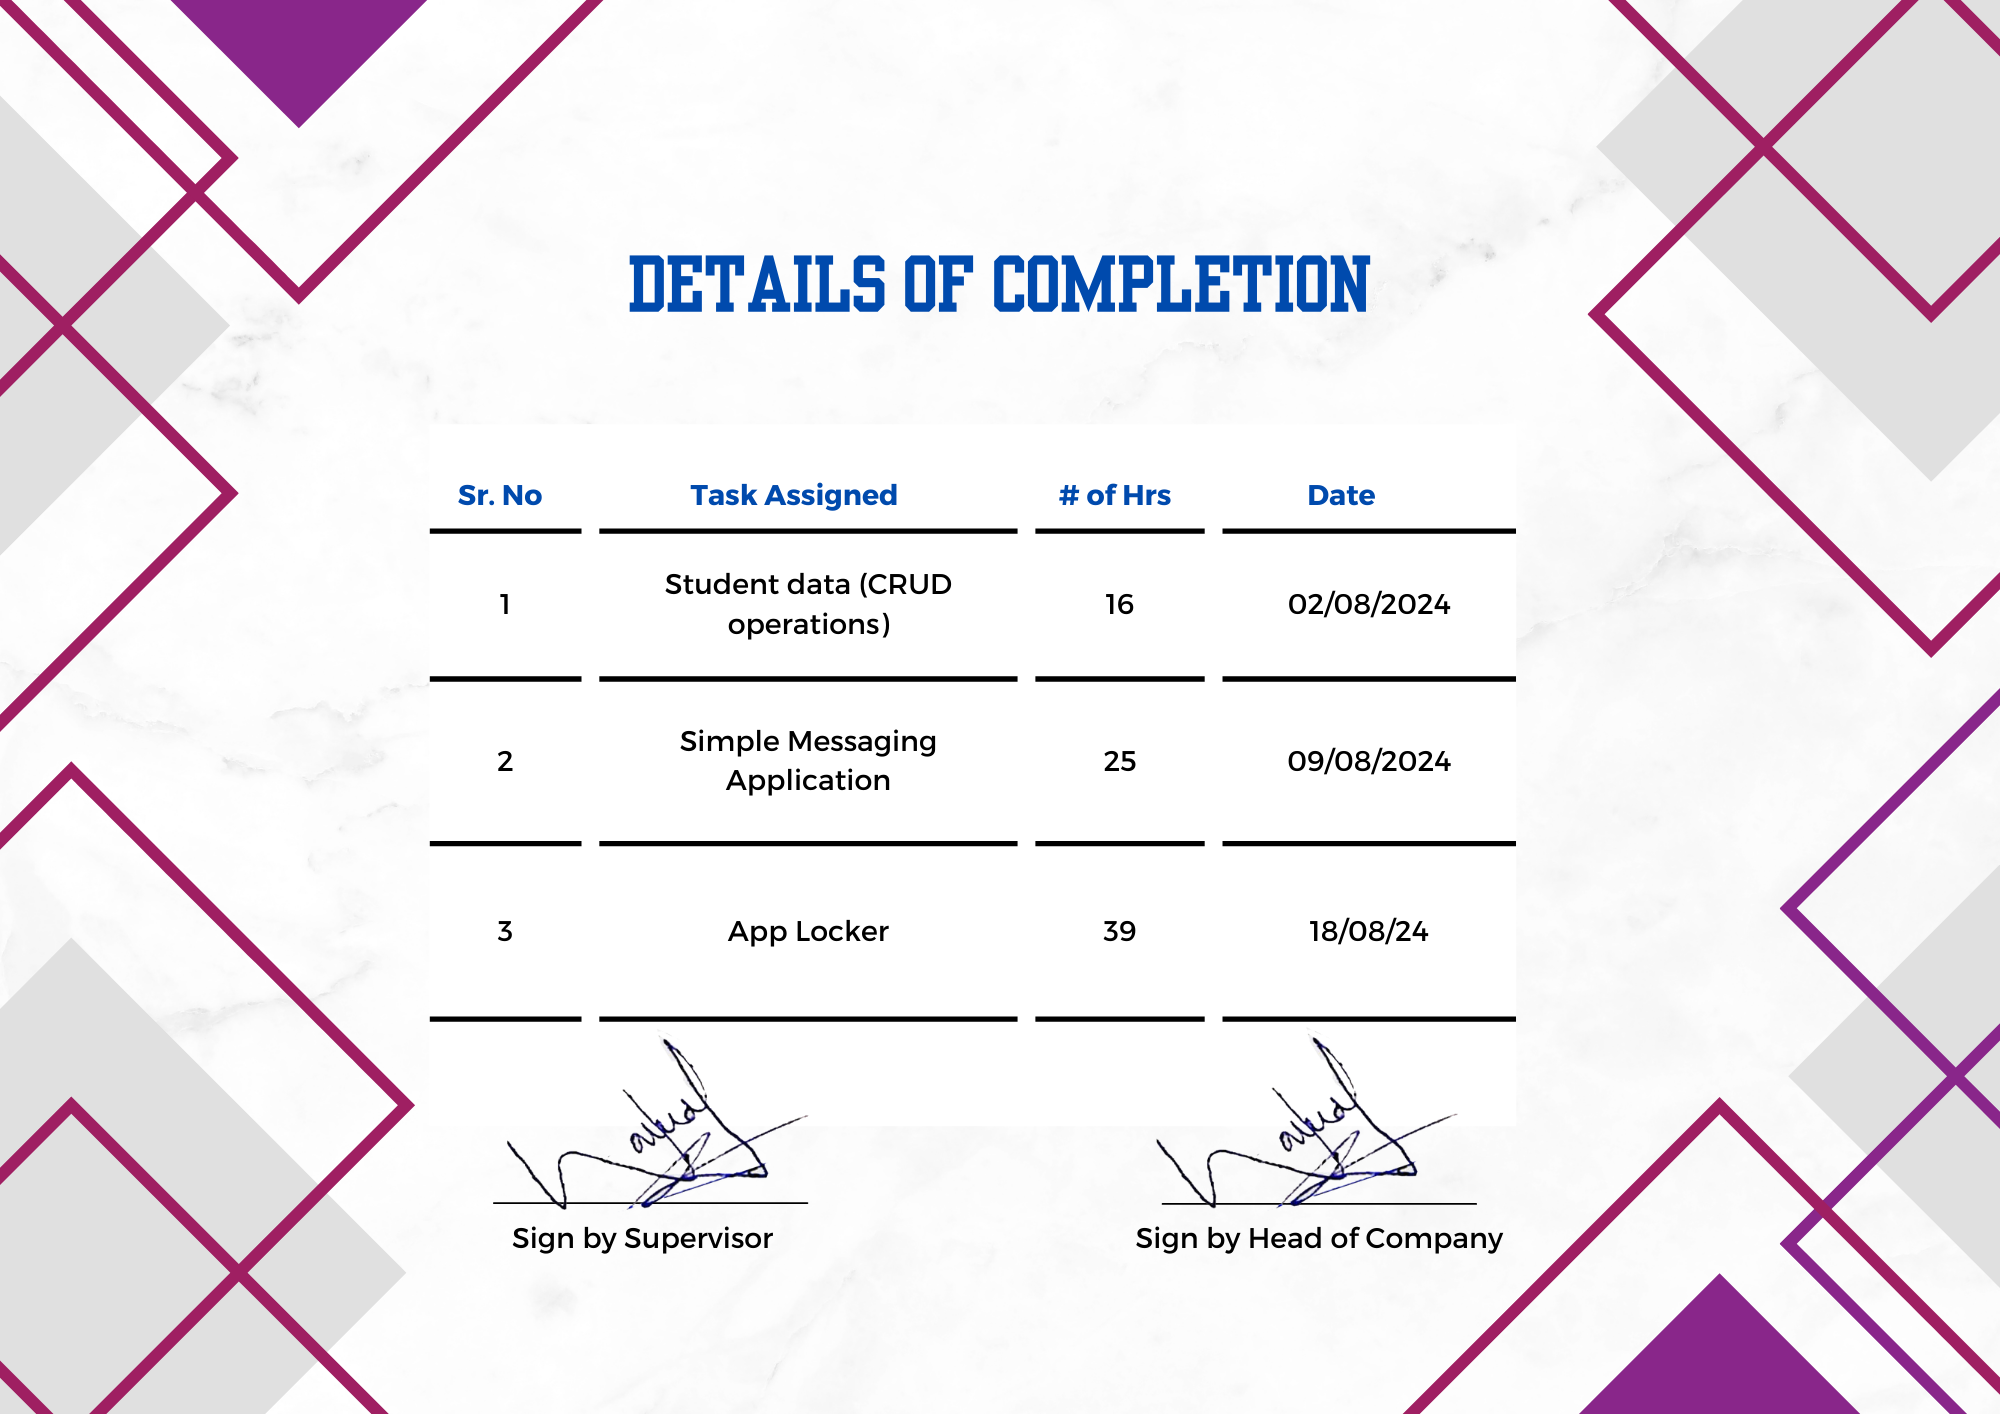 DETAILS OF COMPLETION
Sr. No Task Assigned # of Hrs Date
1 Student data (CRUD operations) 16 02/08/2024
2 Simple Messaging Application 25 09/08/2024
3 App Locker 39 18/08/24
Sign by Supervisor
Sign by Head of Company